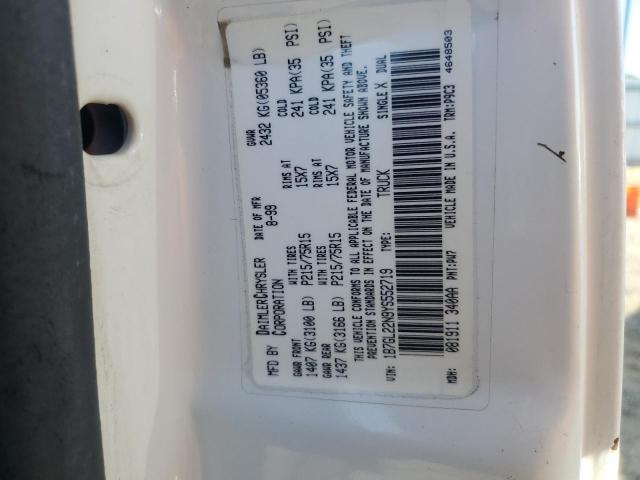 MFD BY DAIMLERCHRYSLER CORPORATION DATE OF MFR 8-99 GVWR 2432 KG(05360 LB)
GAWR FRONT WITH TIRES RIMS AT COLD
1407 KG(3100 LB) P215/75R15 15X7 241 KPA(35 PSI)
GAWR REAR WITH TIRES RIMS AT COLD
1437 KG(3166 LB) P215/75R15 15X7 241 KPA(35 PSI)
THIS VEHICLE CONFORMS TO ALL APPLICABLE FEDERAL MOTOR VEHICLE SAFETY AND THEFT
PREVENTION STANDARDS IN EFFECT ON THE DATE OF MANUFACTURE SHOWN ABOVE.
VIN: 1B7GL22N9YS552719 TYPE: TRUCK SINGLE X DUAL
MDH: 081911 340AA PNT:PW7 VEHICLE MADE IN U.S.A. TRM:P9C3 4648503